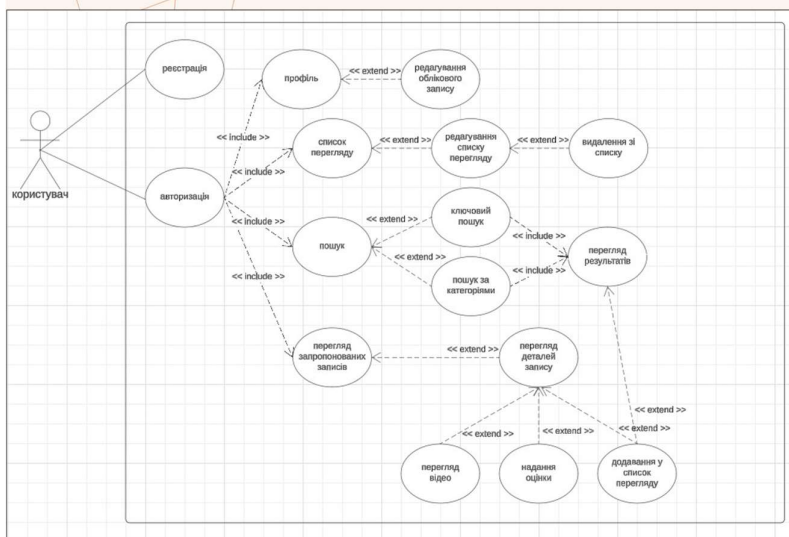 реєстрація
профіль
<< extend >>
редагування
облікового
запису
<< include >>
список
перегляду
<< extend >>
редагування
списку
перегляду
<< extend >>
видалення зі
списку
<< include >>
користувач
авторизація
<< include >>
пошук
<< extend >>
ключовий
пошук
<< include >>
<< extend >>
пошук за
категоріями
<< include >>
перегляд
результатів
<< include >>
перегляд
запропонованих
записів
<< extend >>
перегляд
деталей
запису
<< extend >>
<< extend >>
<< extend >>
<< extend >>
перегляд
відео
надання
оцінки
додавання у
список
перегляду